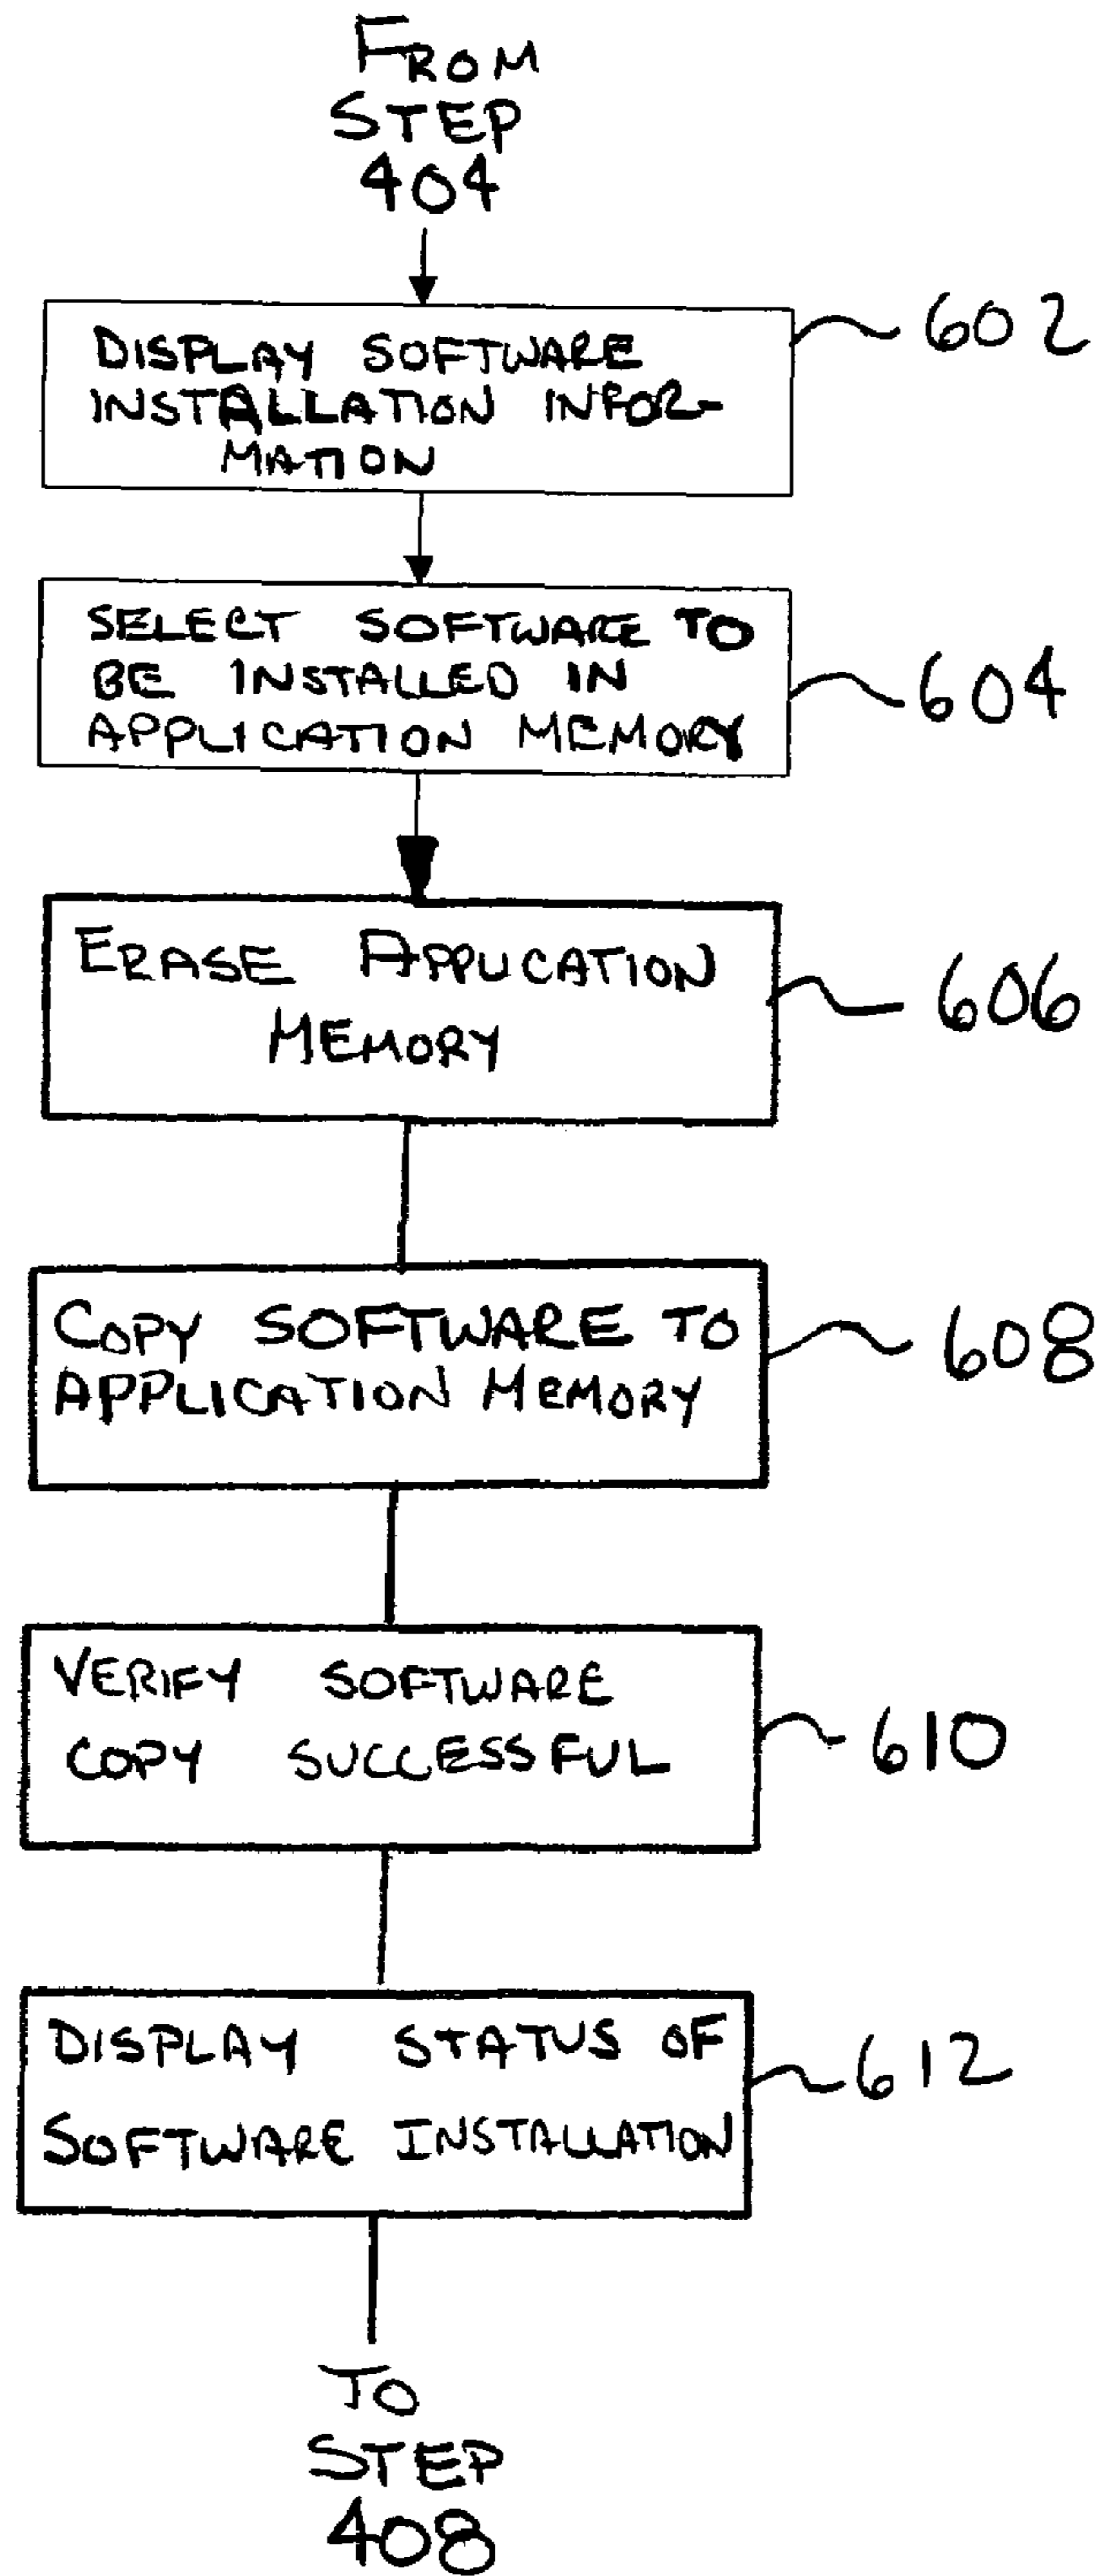 FROM
STEP
404
DISPLAY SOFTWARE
INSTALLATION INFOR-
MATION
602
SELECT SOFTWARE TO
BE INSTALLED IN
APPLICATION MEMORY
604
ERASE APPLICATION
MEMORY
606
COPY SOFTWARE TO
APPLICATION MEMORY
608
VERIFY SOFTWARE
COPY SUCCESSFUL
610
DISPLAY STATUS OF
SOFTWARE INSTALLATION
612
TO
STEP
408